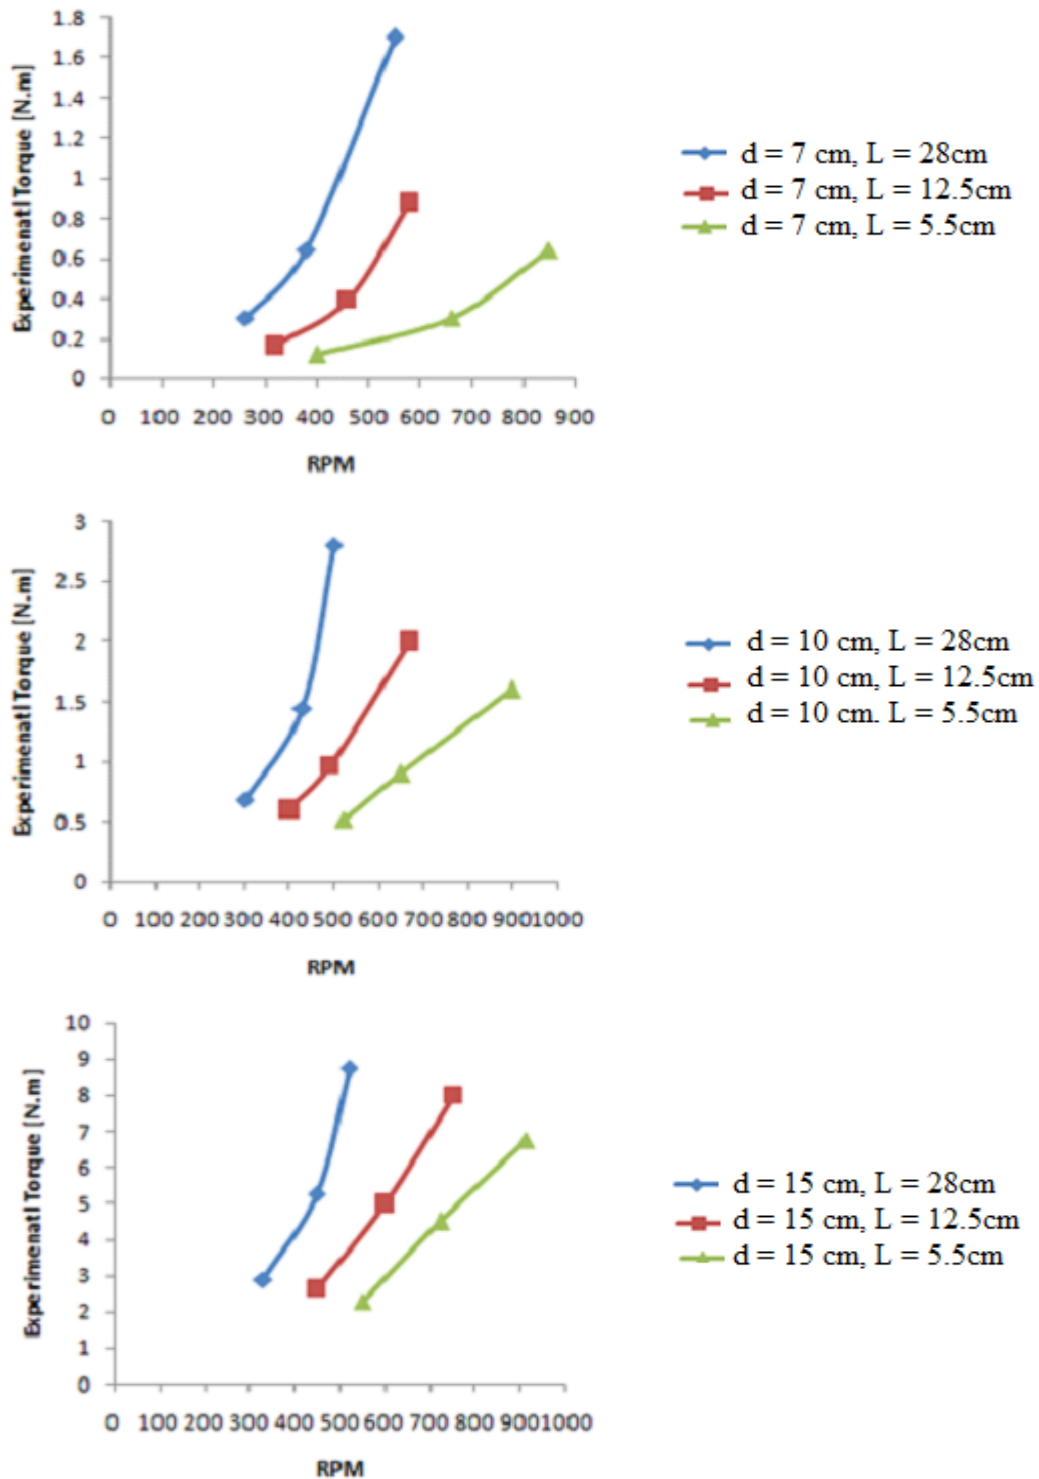 1.8
1.6
1.4
1.2
1
0.8
0.6
0.4
0.2
0
Experimenatl Torque [N.m]
0 100 200 300 400 500 600 700 800 900
RPM
d = 7 cm, L = 28cm
d = 7 cm, L = 12.5cm
d = 7 cm, L = 5.5cm
3
2.5
2
1.5
1
0.5
0
Experimenatl Torque [N.m]
0 100 200 300 400 500 600 700 800 900 1000
RPM
d = 10 cm, L = 28cm
d = 10 cm, L = 12.5cm
d = 10 cm. L = 5.5cm
10
9
8
7
6
5
4
3
2
1
0
Experimenatl Torque [N.m]
0 100 200 300 400 500 600 700 800 900 1000
RPM
d = 15 cm, L = 28cm
d = 15 cm, L = 12.5cm
d = 15 cm, L = 5.5cm